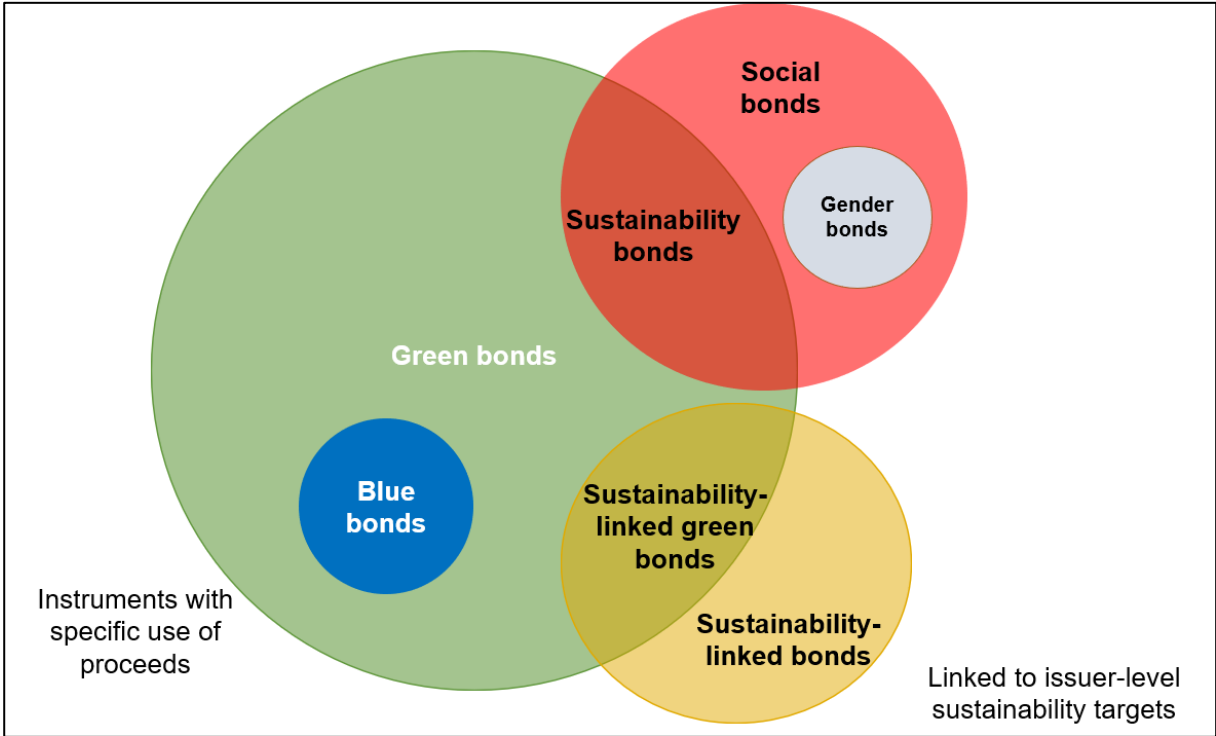 Social
bonds
Gender
bonds
Sustainability
bonds
Green bonds
Blue
bonds
Sustainability-
linked green
bonds
Instruments with
specific use of
proceeds
Sustainability-
linked bonds
Linked to issuer-level
sustainability targets